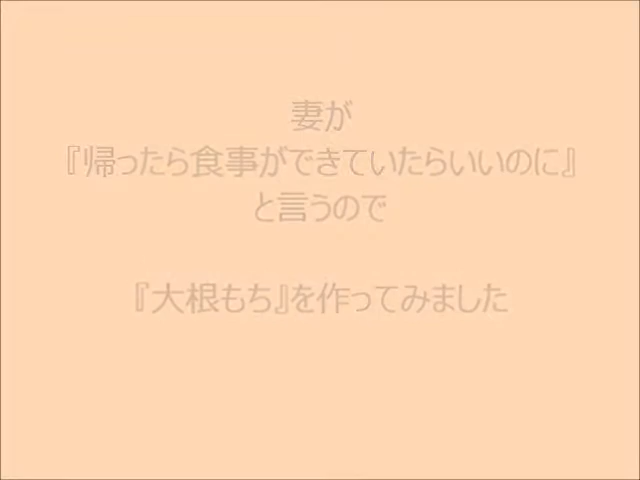 妻が
『帰ったら食事ができていたらいいのに』
と言うので
『大根もち』を作ってみました